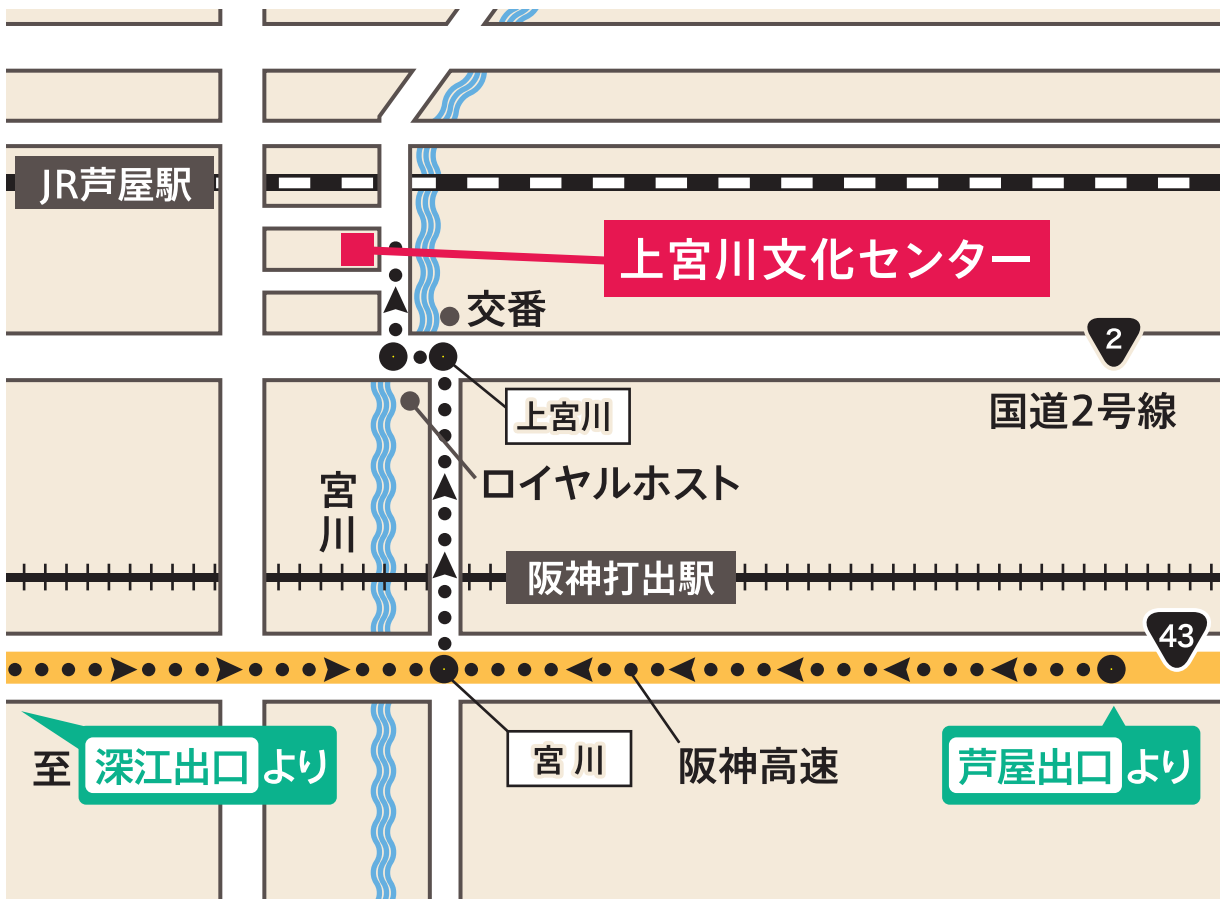 JR芦屋駅
上宮川文化センター
交番
2
国道2号線
上宮川
ロイヤルホスト
宮川
阪神打出駅
43
至 深江出口より
宮川
阪神高速
芦屋出口より